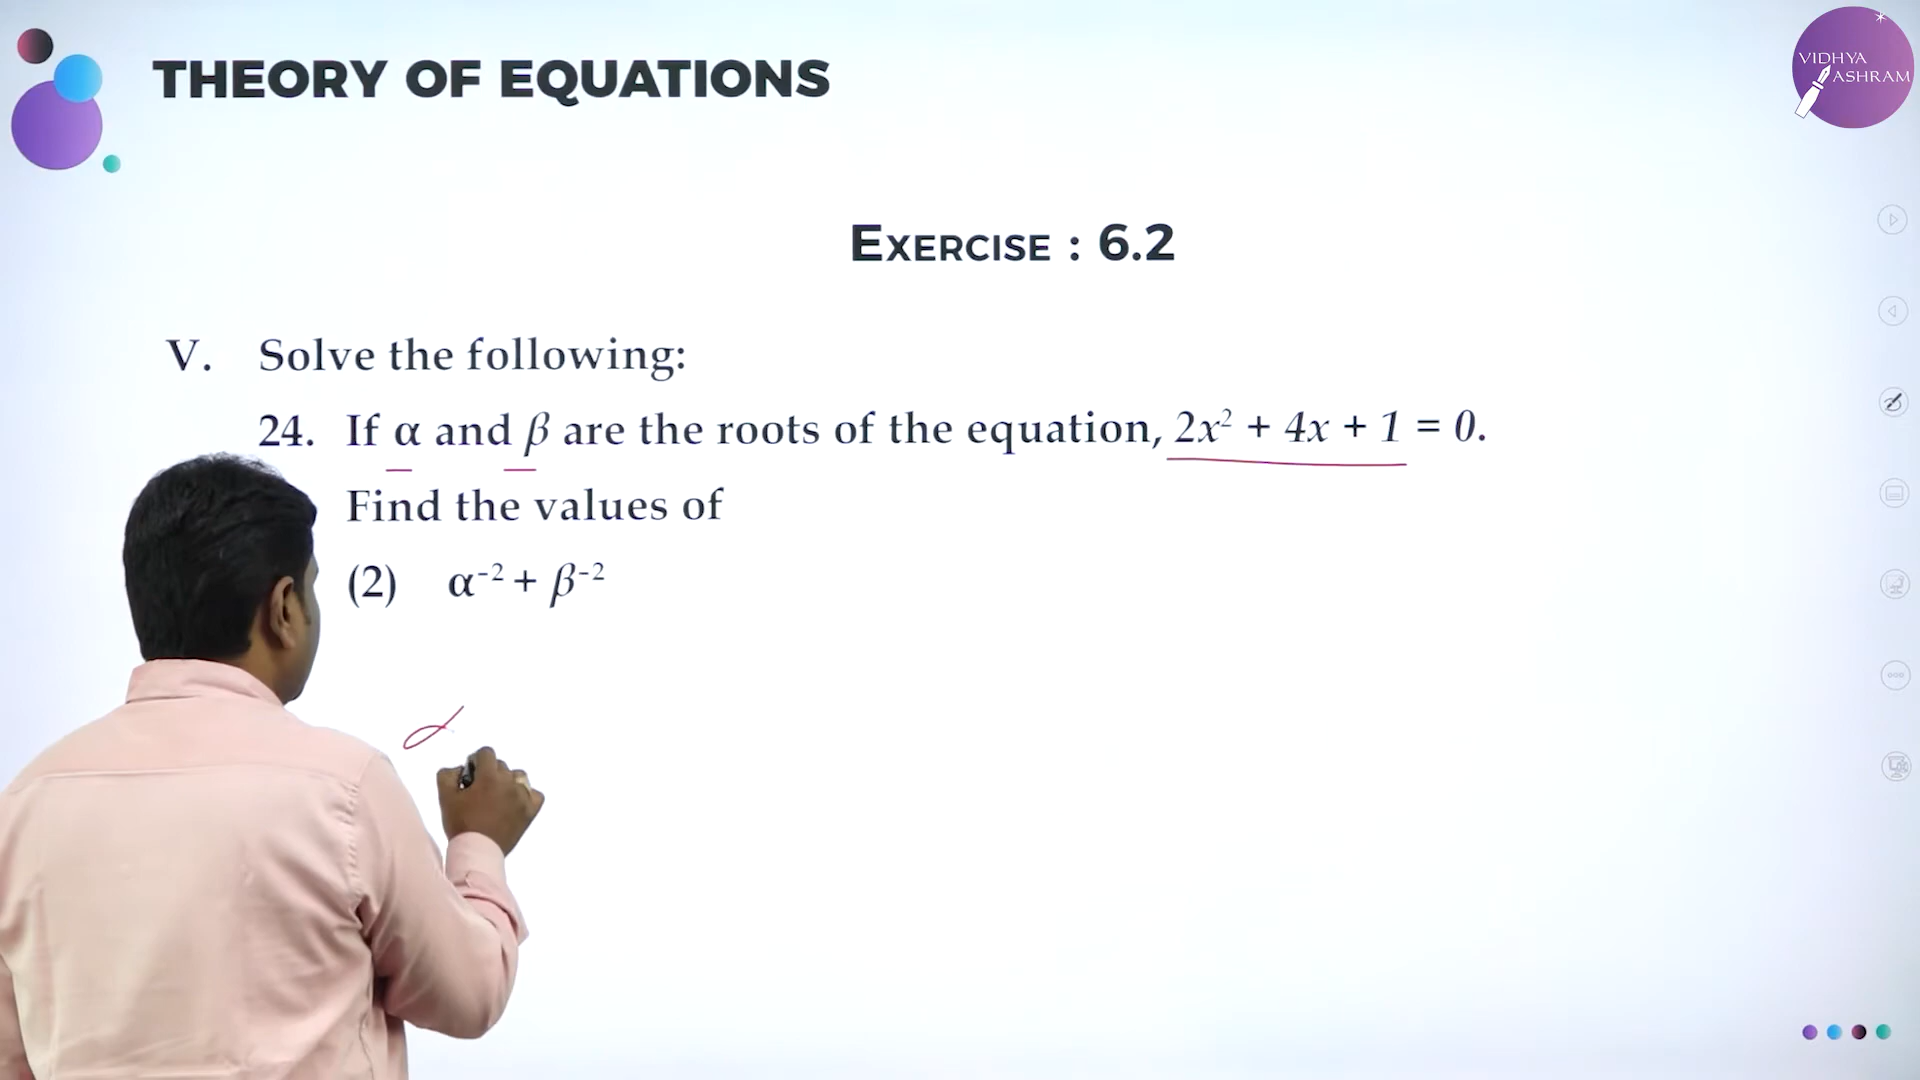 THEORY OF EQUATIONS
VIDHYA
ASHRAM
EXERCISE : 6.2
V. Solve the following:
24. If α and β are the roots of the equation, 2x² + 4x + 1 = 0.
Find the values of
(2) α⁻² + β⁻²
α